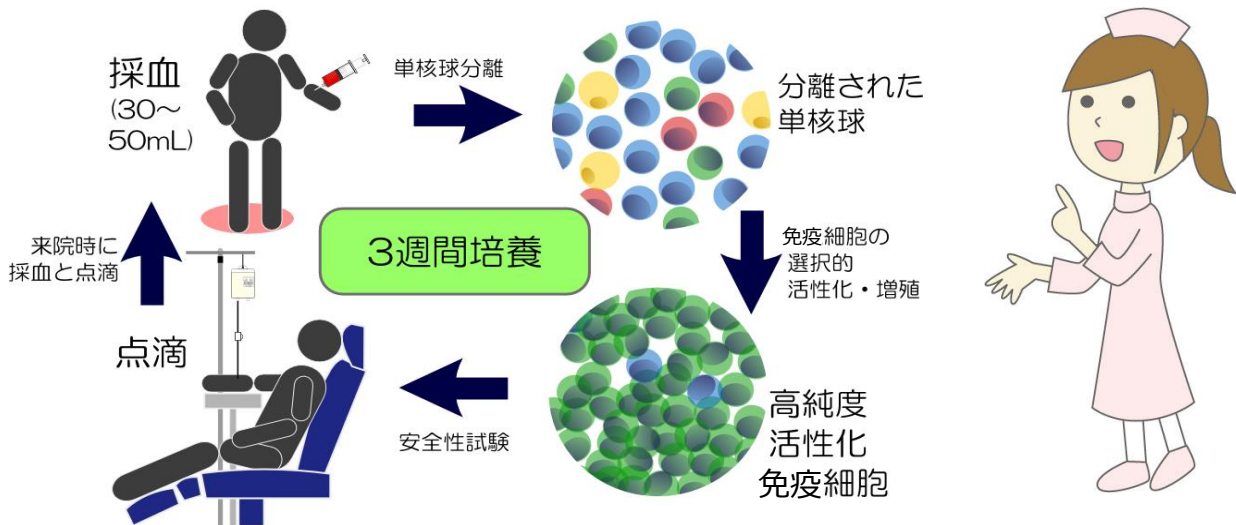 採血
(30～
50mL)
単核球分離
分離された
単核球
免疫細胞の
選択的
活性化・増殖
3週間培養
高純度
活性化
免疫細胞
安全性試験
点滴
来院時に
採血と点滴